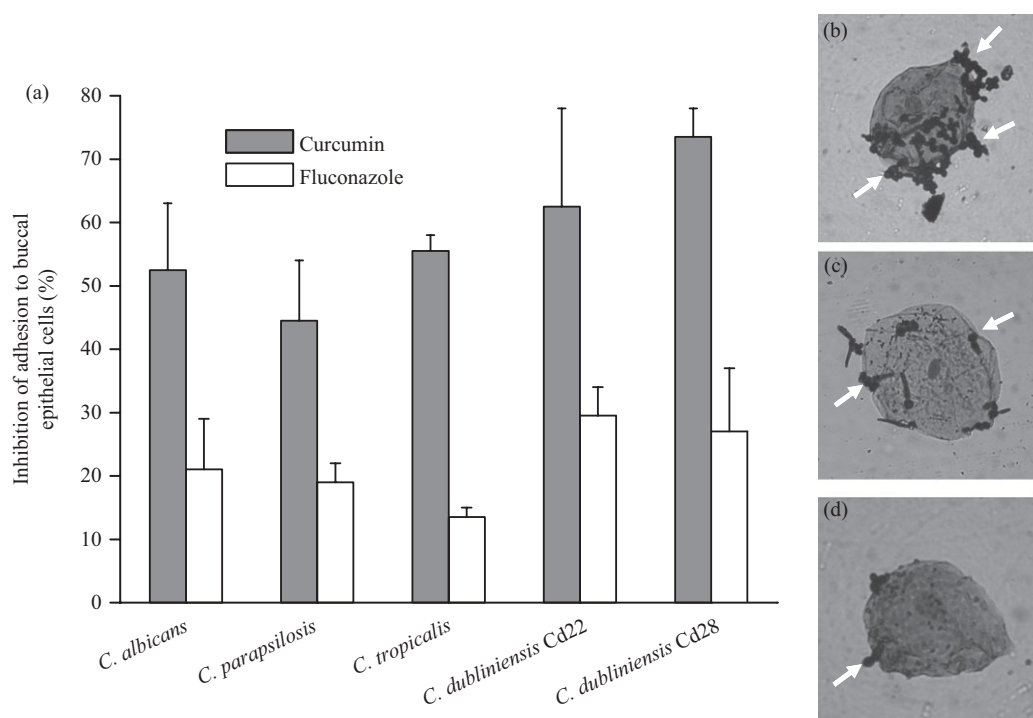 (a)
Inhibition of adhesion to buccal
epithelial cells (%)
80
70
60
50
40
30
20
10
0
Curcumin
Fluconazole
C. albicans
C. parapsilosis
C. tropicalis
C. dubliniensis Cd22
C. dubliniensis Cd28
(b)
(c)
(d)